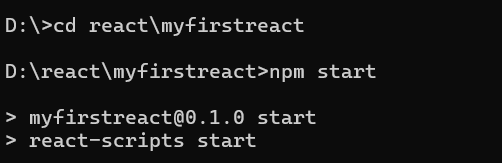 D:\>cd react\myfirstreact
D:\react\myfirstreact>npm start
> myfirstreact@0.1.0 start
> react-scripts start